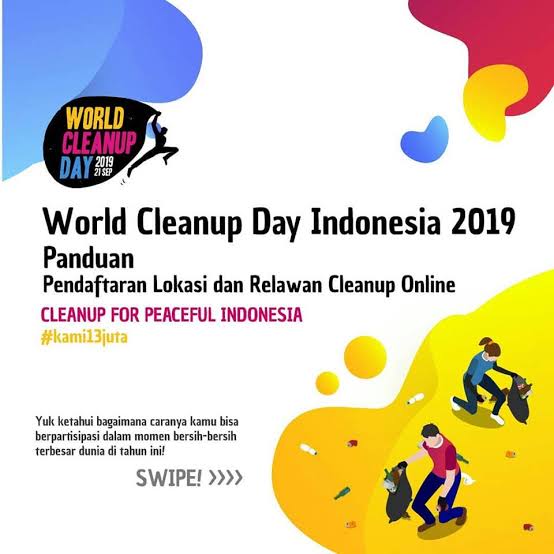 WORLD
CLEANUP
DAY 2019
21 SEP
World Cleanup Day Indonesia 2019
Panduan
Pendaftaran Lokasi dan Relawan Cleanup Online
CLEANUP FOR PEACEFUL INDONESIA
#kami13juta
Yuk ketahui bagaimana caranya kamu bisa
berpartisipasi dalam momen bersih-bersih
terbesar dunia di tahun ini!
SWIPE! >>>>